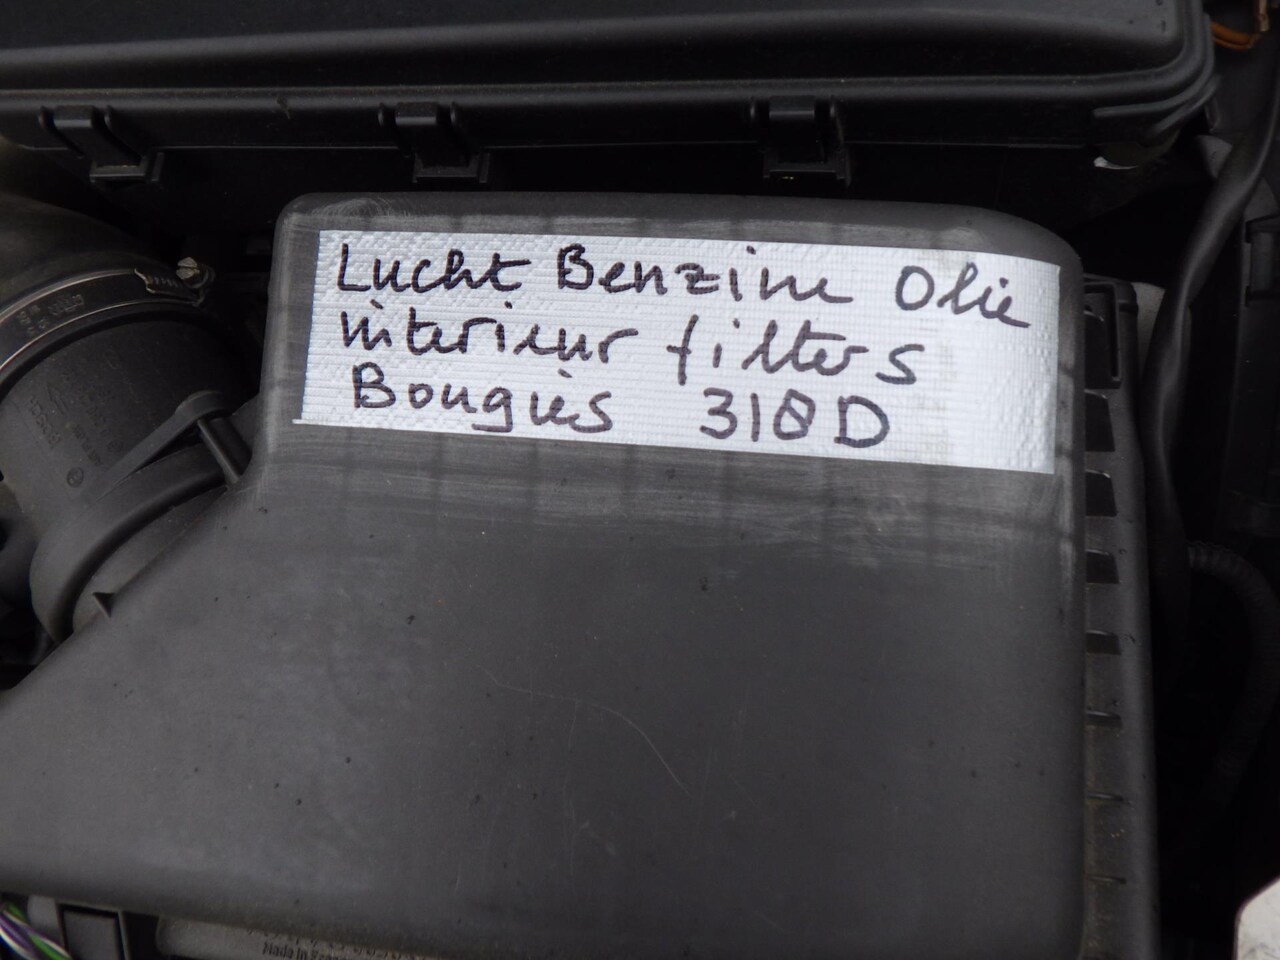 Lucht Benzine Olie
interieur filters
Bougies 318D